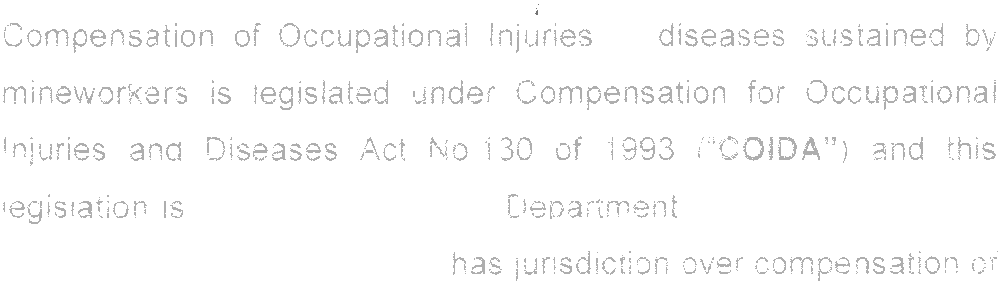 Compensation of Occupational Injuries diseases sustained by
mineworkers is legislated under Compensation for Occupational
Injuries and Diseases Act No.130 of 1993 (“COIDA”) and this
legislation is Department
has jurisdiction over compensation of